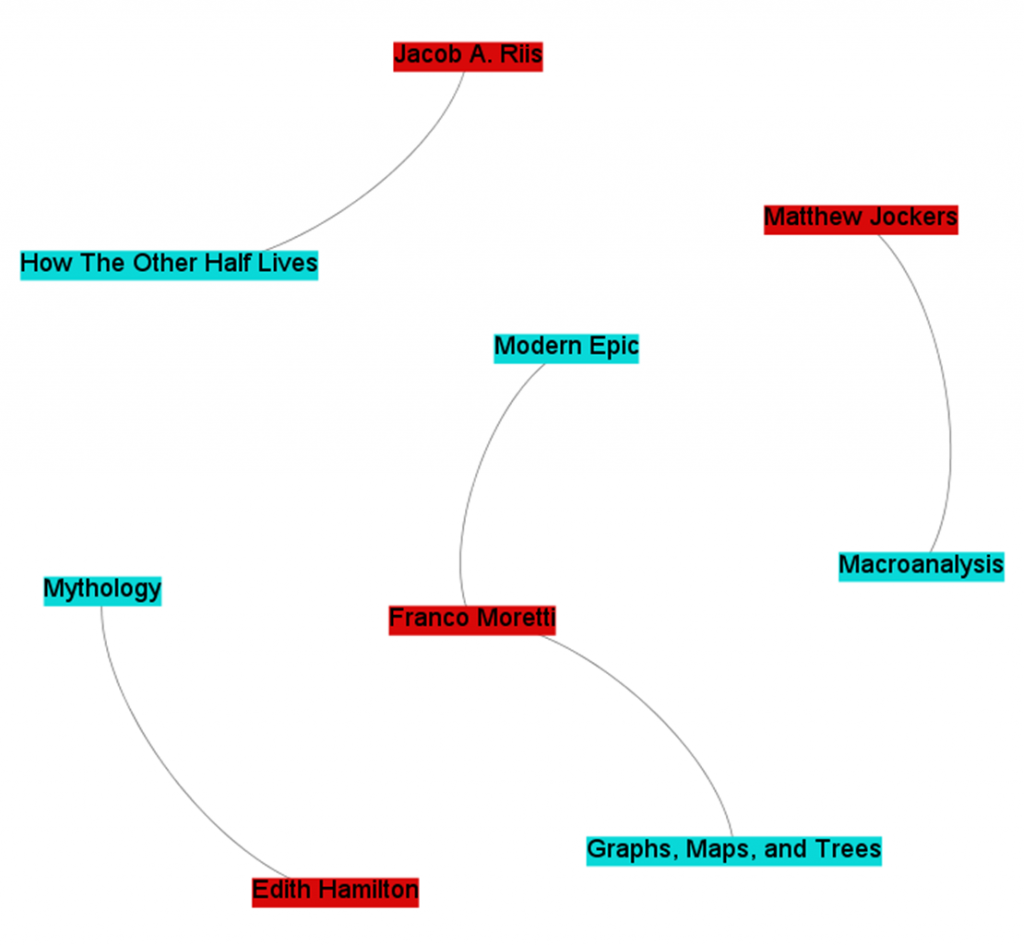 Jacob A. Riis
Matthew Jockers
How The Other Half Lives
Modern Epic
Macroanalysis
Mythology
Franco Moretti
Graphs, Maps, and Trees
Edith Hamilton